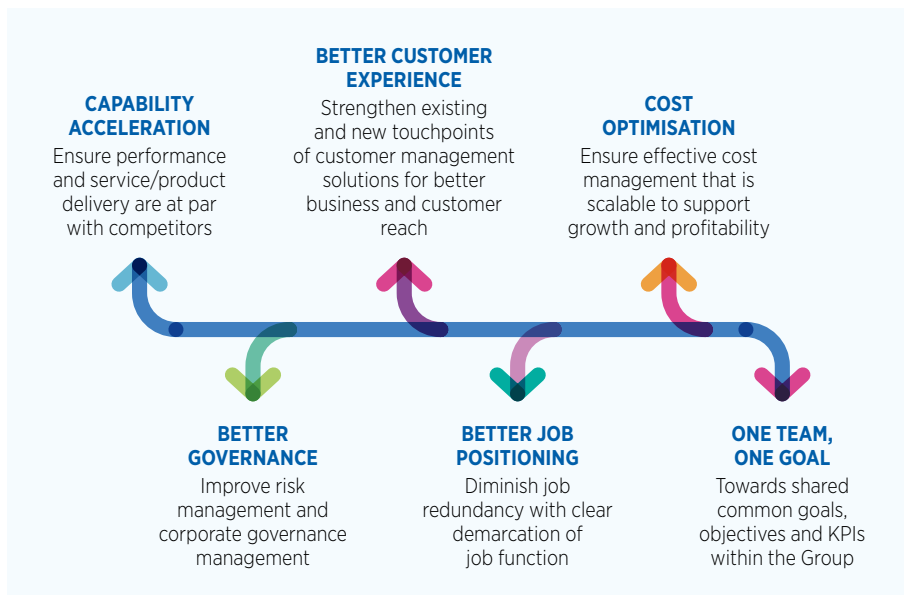 CAPABILITY
ACCELERATION
Ensure performance
and service/product
delivery are at par
with competitors
BETTER CUSTOMER
EXPERIENCE
Strengthen existing
and new touchpoints
of customer management
solutions for better
business and customer
reach
COST
OPTIMISATION
Ensure effective cost
management that is
scalable to support
growth and profitability
BETTER
GOVERNANCE
Improve risk
management and
corporate governance
management
BETTER JOB
POSITIONING
Diminish job
redundancy with clear
demarcation of
job function
ONE TEAM,
ONE GOAL
Towards shared
common goals,
objectives and KPIs
within the Group